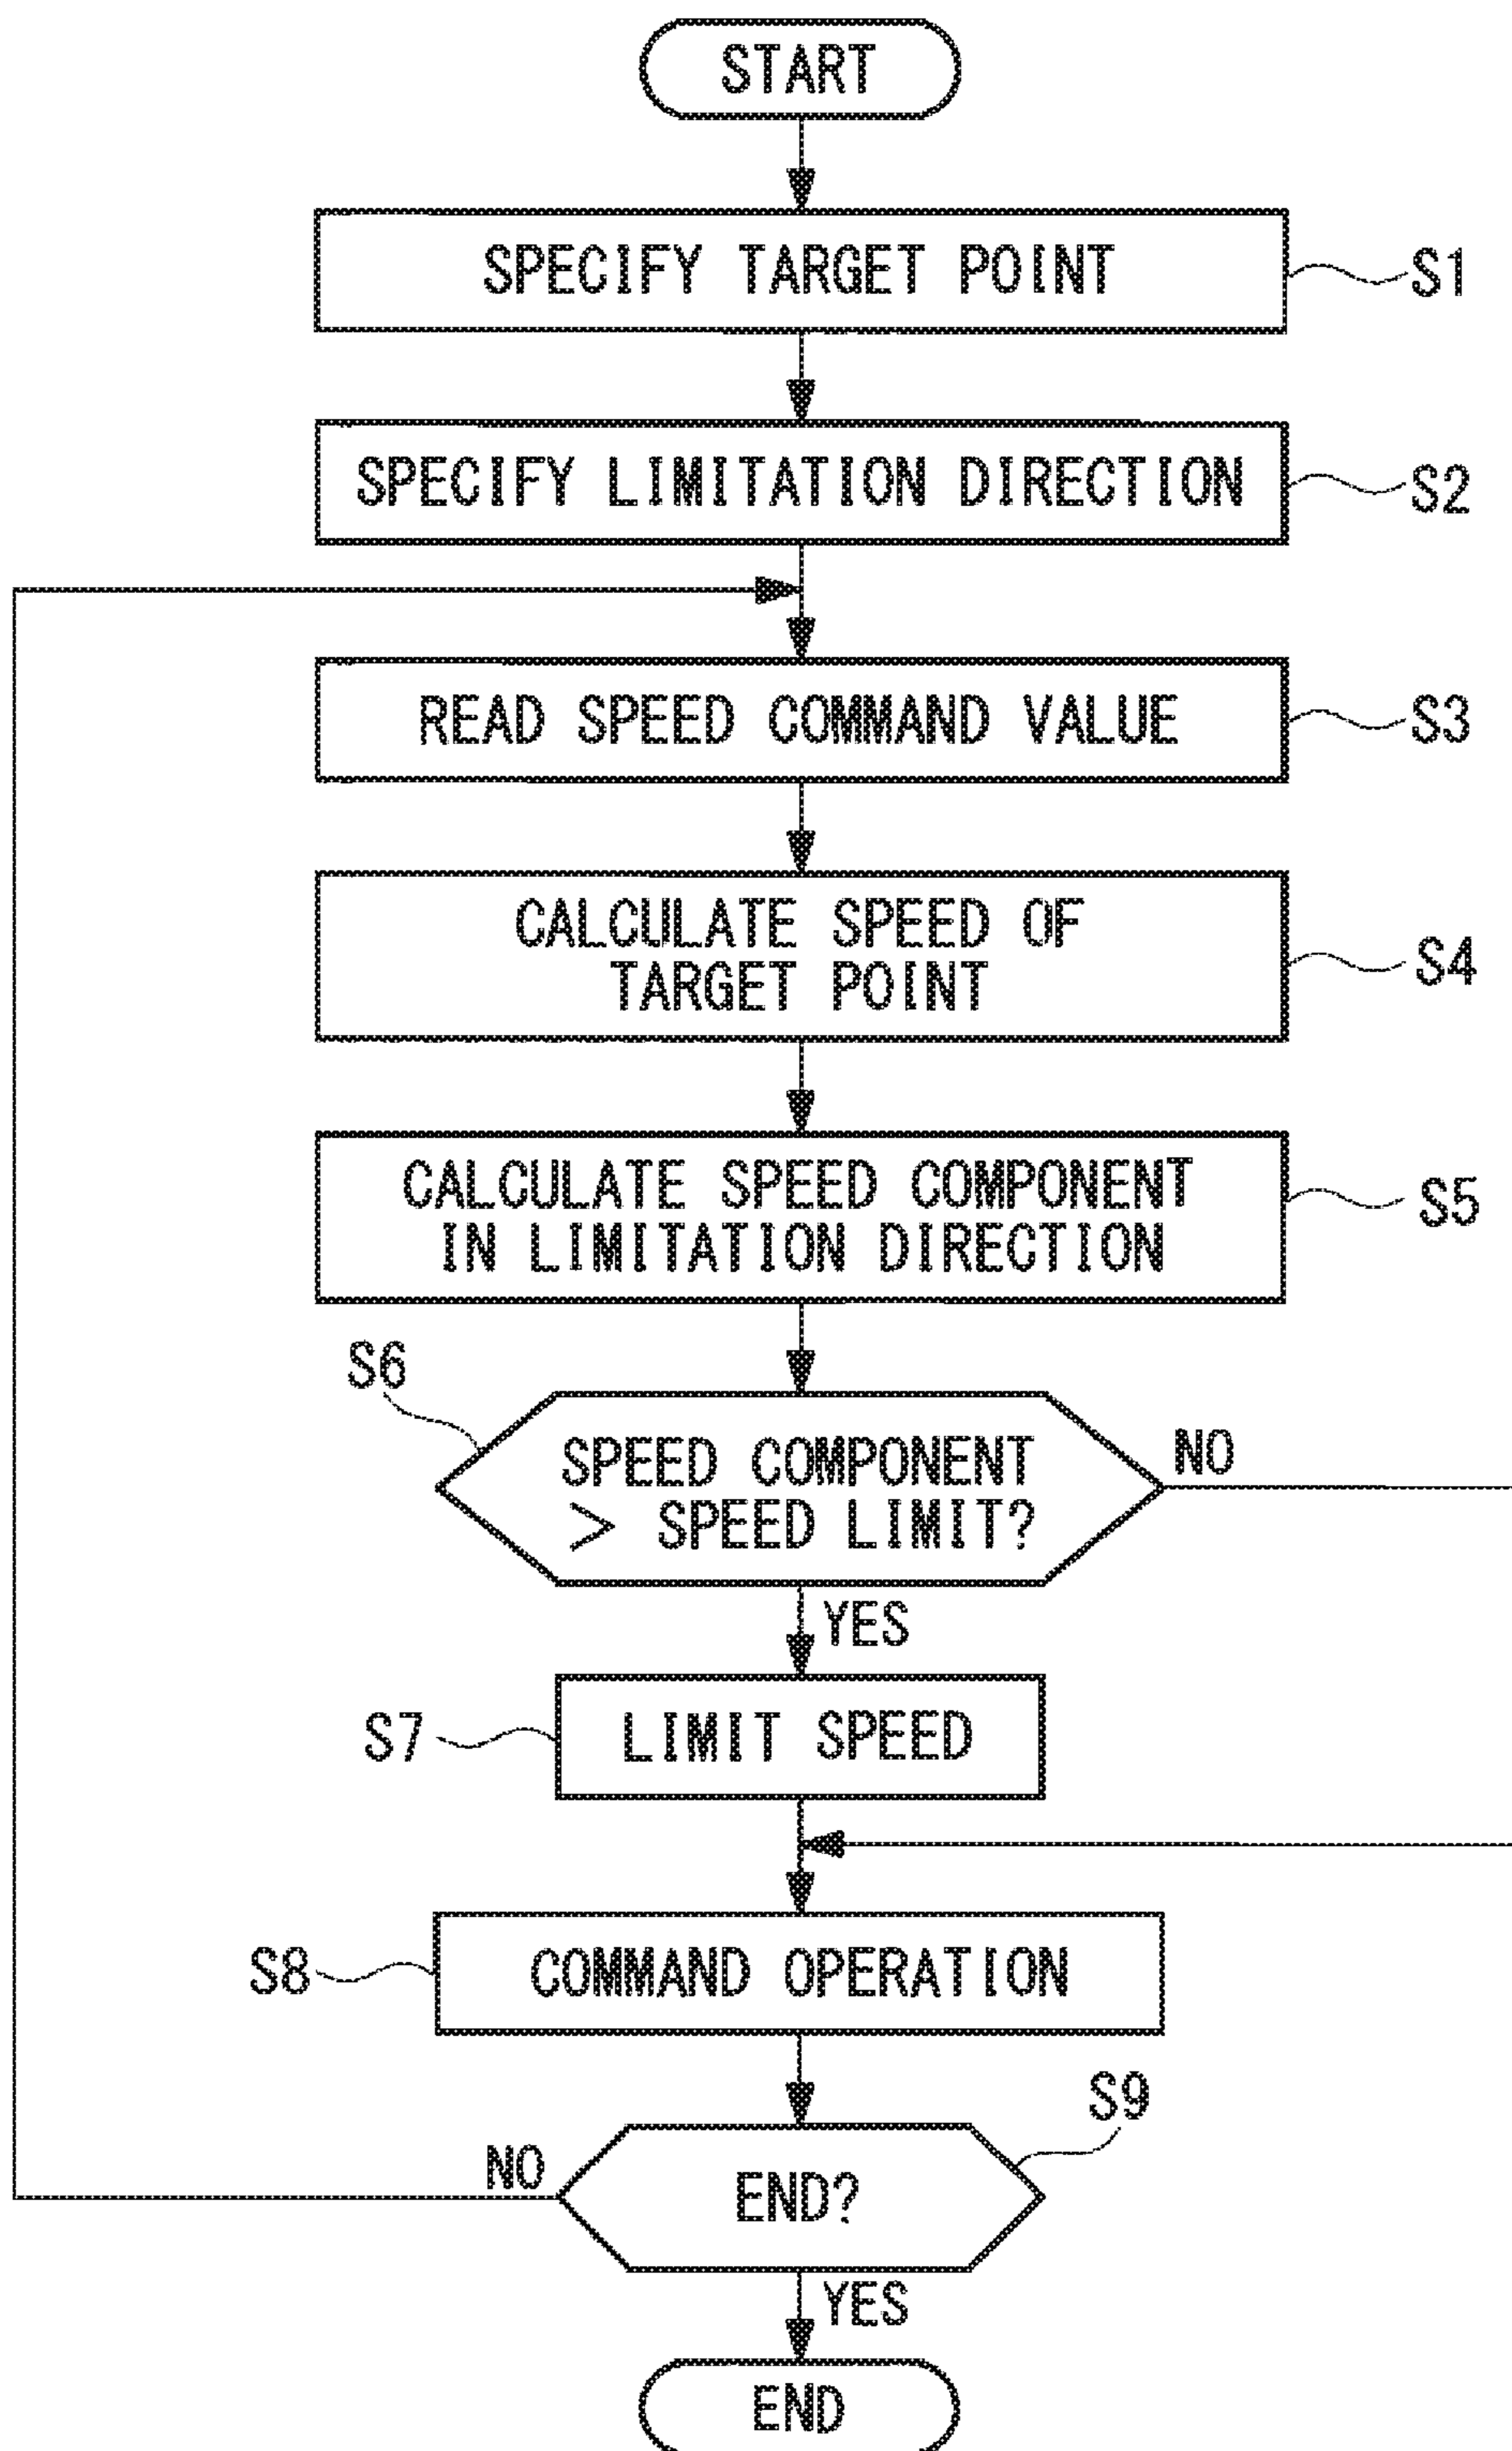 START
SPECIFY TARGET POINT
S1
SPECIFY LIMITATION DIRECTION
S2
READ SPEED COMMAND VALUE
S3
CALCULATE SPEED OF
TARGET POINT
S4
CALCULATE SPEED COMPONENT
IN LIMITATION DIRECTION
S5
S6
SPEED COMPONENT
> SPEED LIMIT?
NO
YES
S7
LIMIT SPEED
S8
COMMAND OPERATION
S9
NO
END?
YES
END